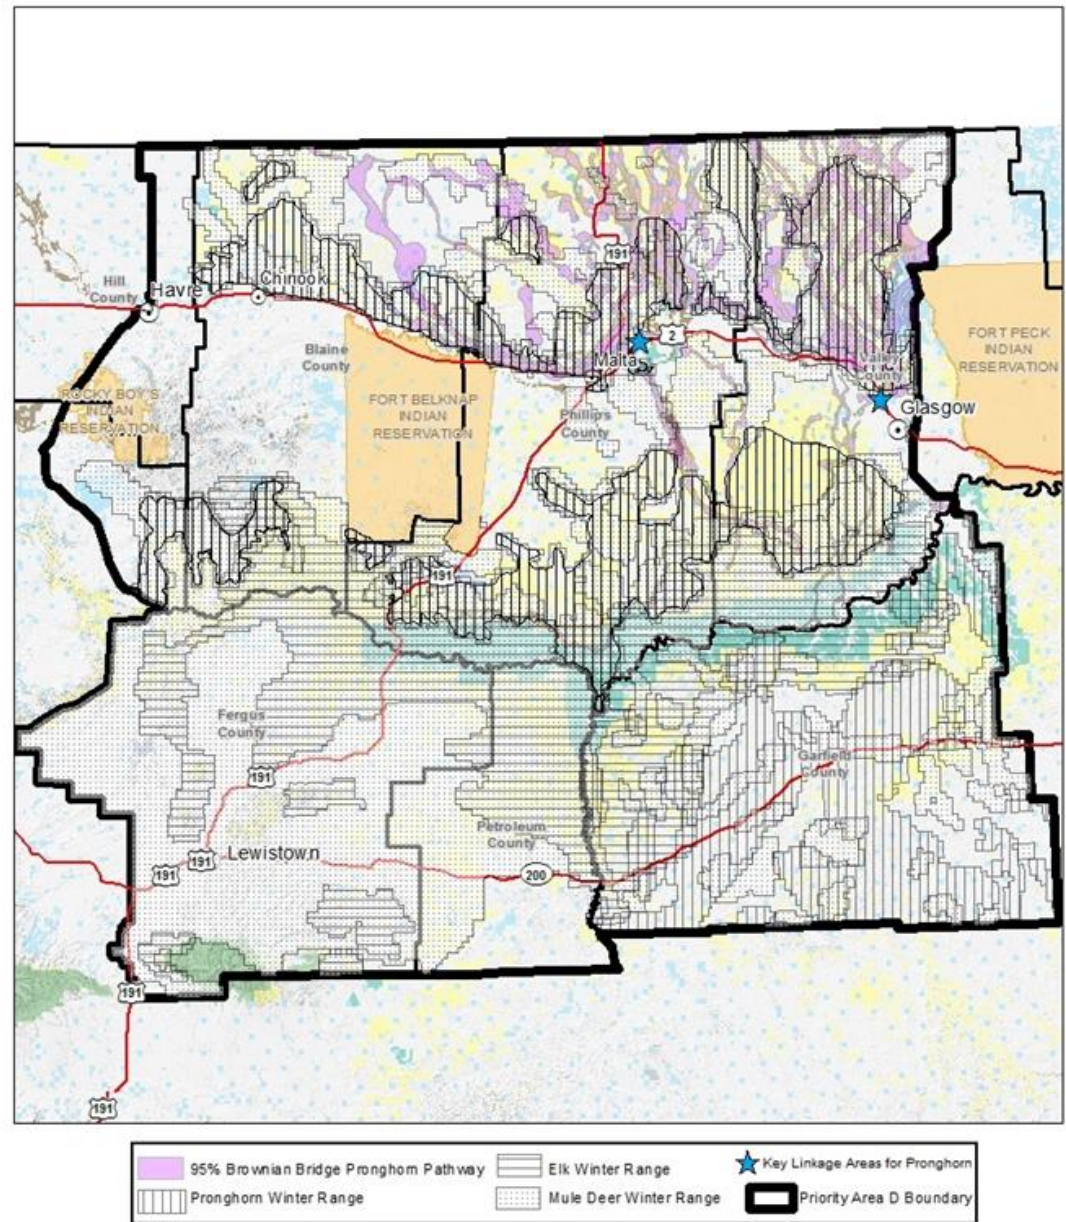 191
Hill
County
Havre
Chinook
2
Malta
Blaine
County
Valley
County
FORT PECK
INDIAN
RESERVATION
ROCKY BOY'S
INDIAN
RESERVATION
FORT BELKNAP
INDIAN
RESERVATION
Phillips
County
Glasgow
191
Fergus
County
191
Garfield
County
Petroleum
County
191
191
Lewistown
200
191
191
95% Brownian Bridge Pronghorn Pathway
Elk Winter Range
Key Linkage Areas for Pronghorn
Pronghorn Winter Range
Mule Deer Winter Range
Priority Area D Boundary